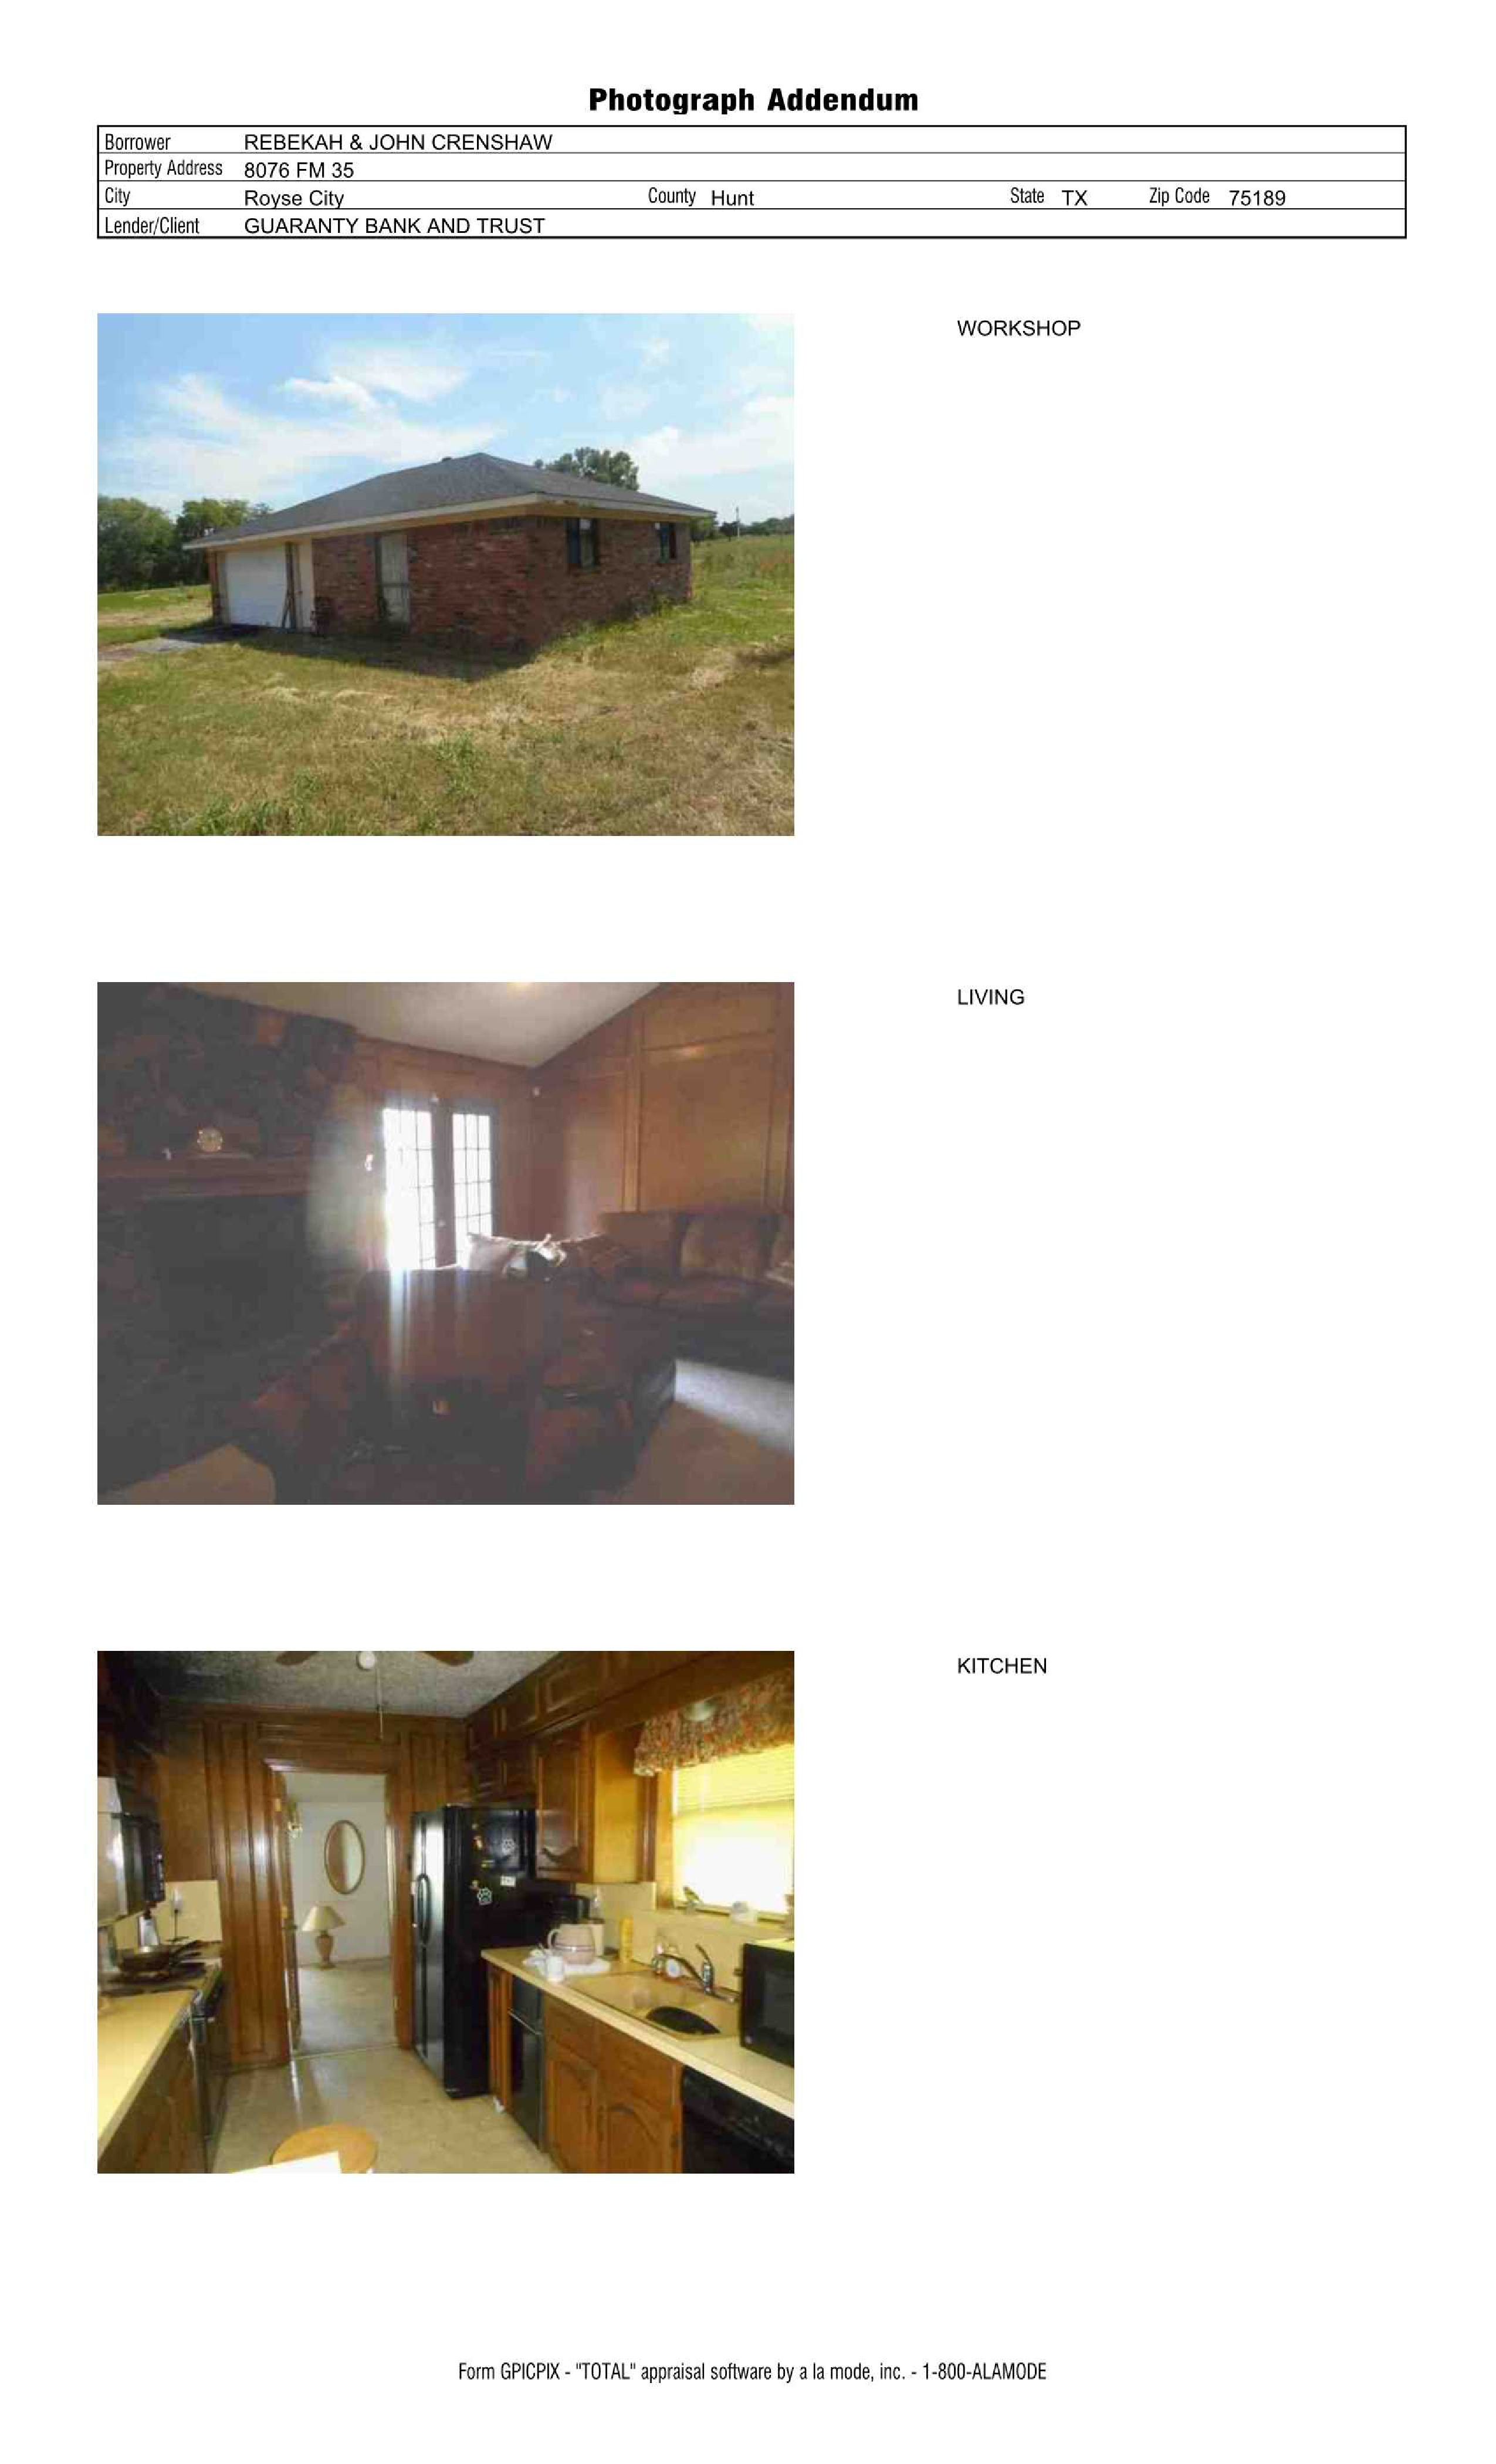 Photograph Addendum
Borrower REBEKAH & JOHN CRENSHAW
Property Address 8076 FM 35
City Royse City County Hunt State TX Zip Code 75189
Lender/Client GUARANTY BANK AND TRUST
WORKSHOP
LIVING
KITCHEN
Form GPICPIX - "TOTAL" appraisal software by a la mode, inc. - 1-800-ALAMODE